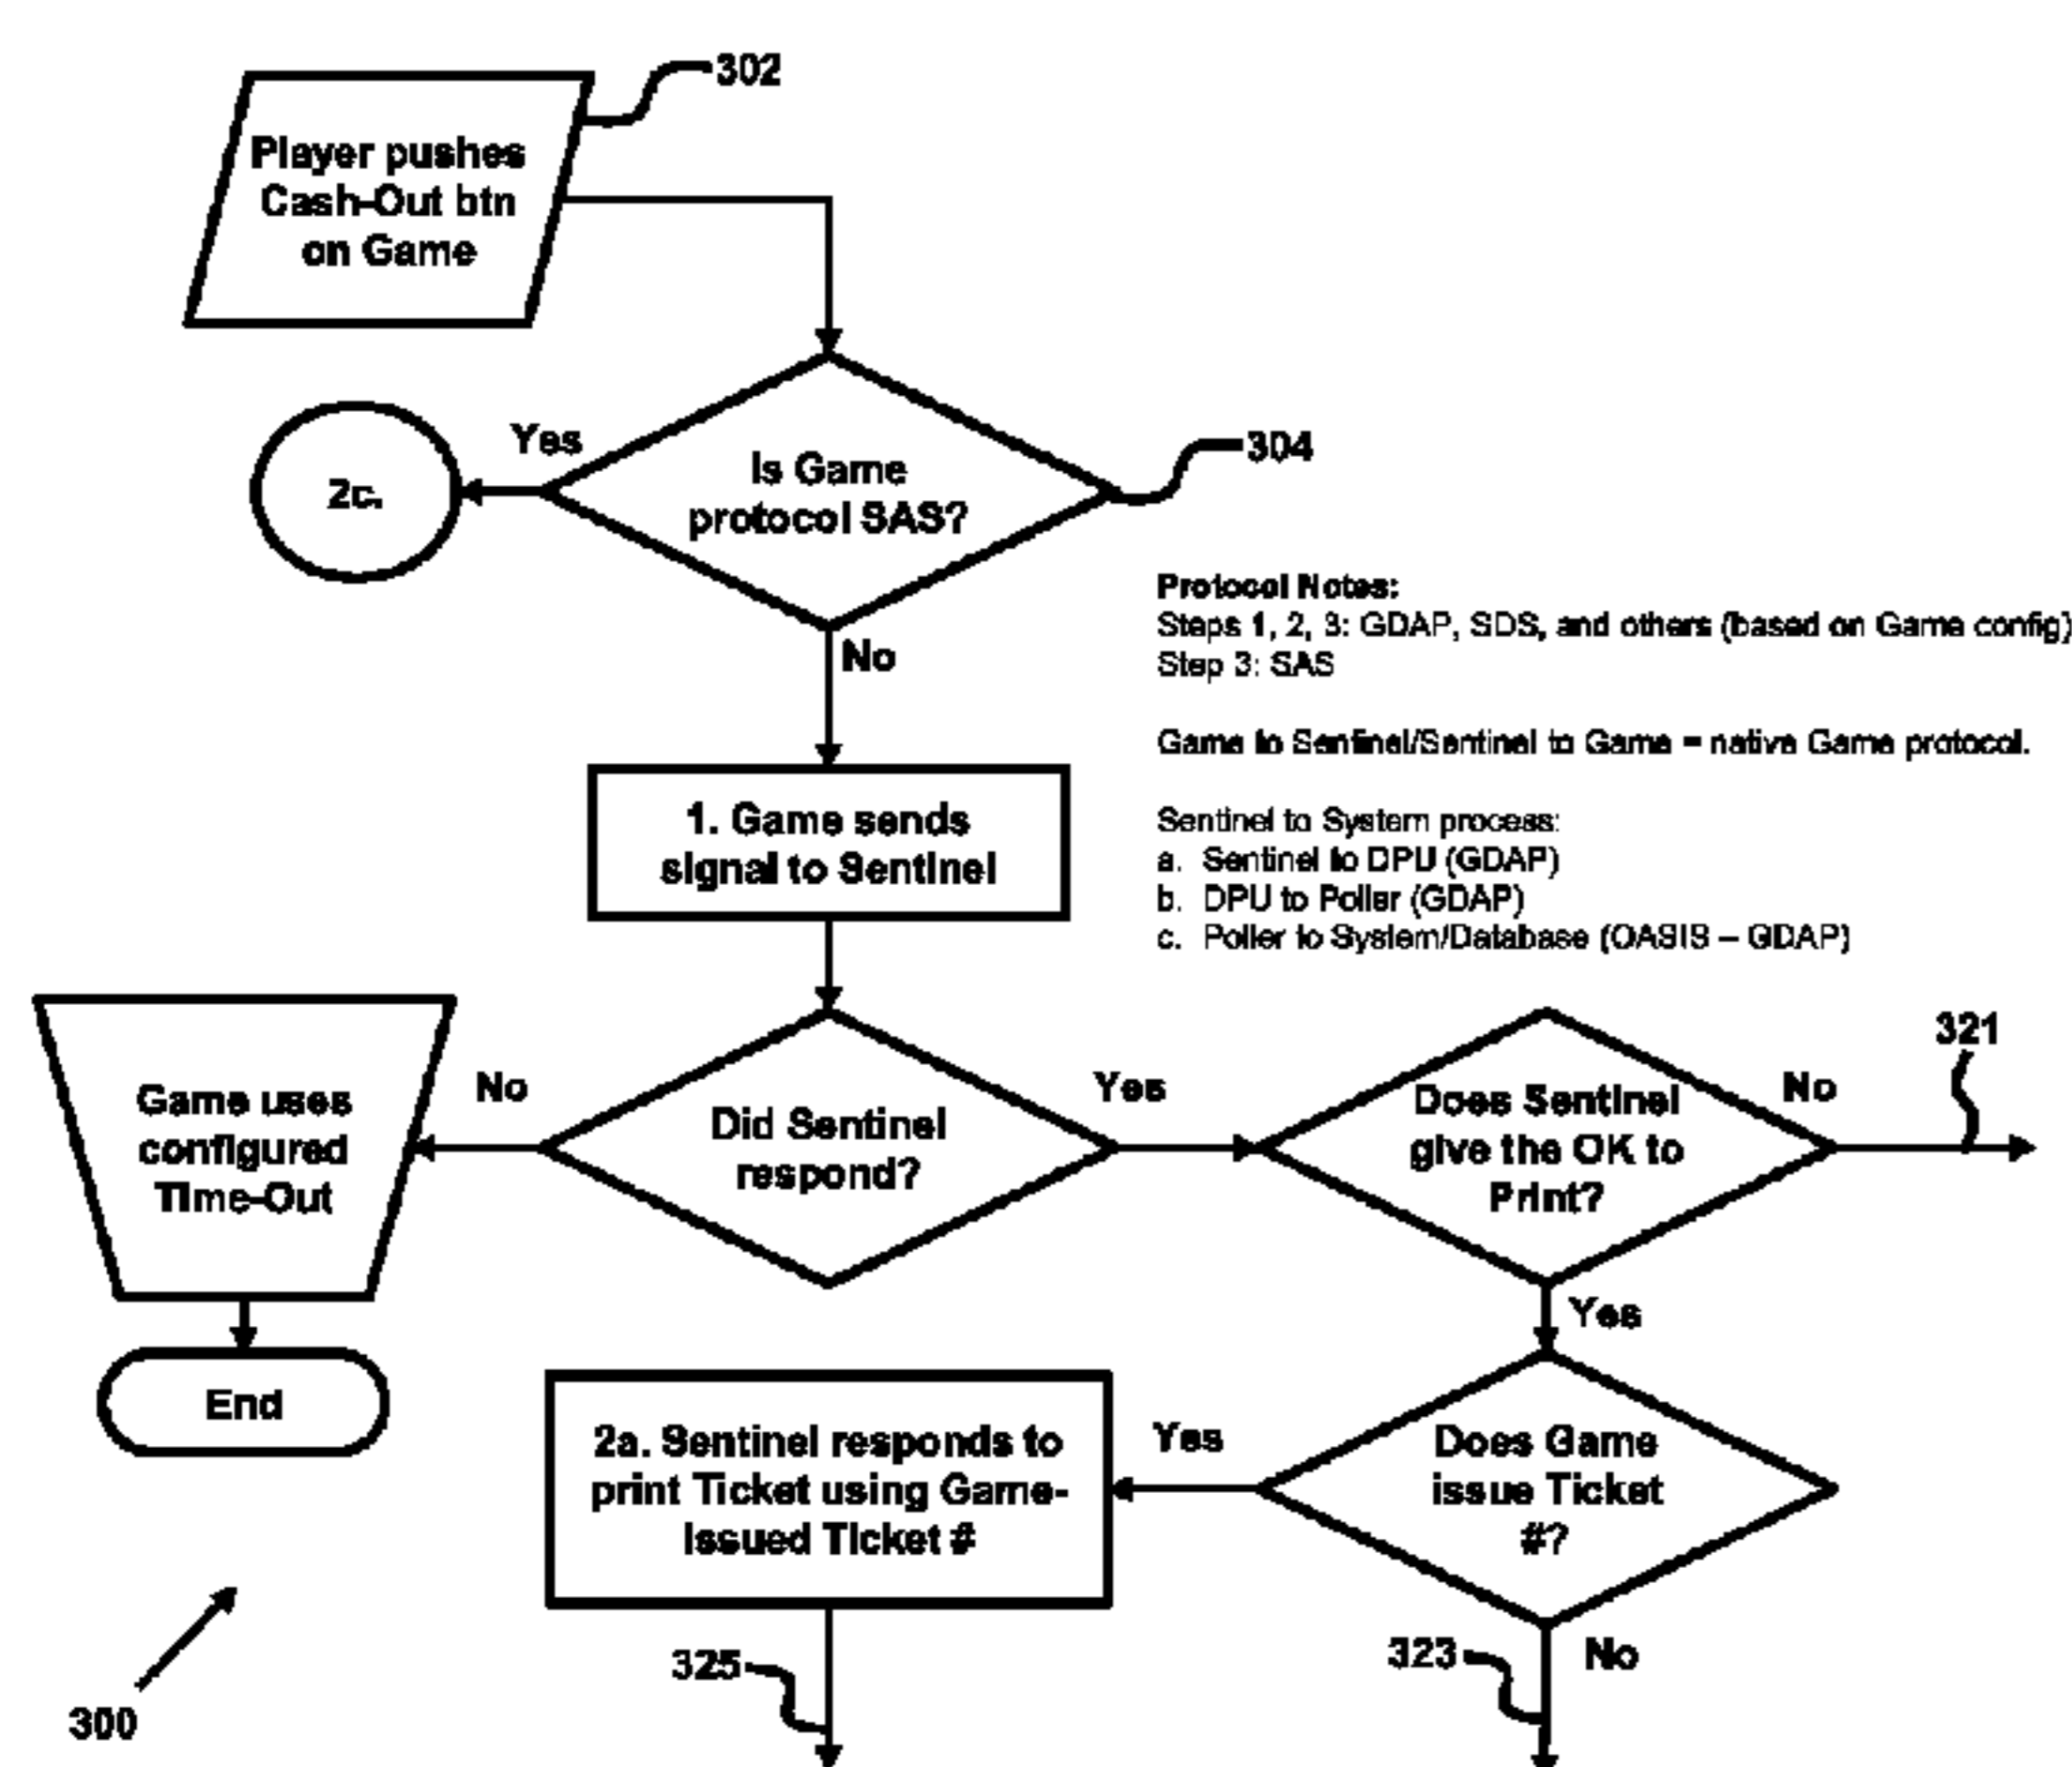 302
Player pushes
Cash-Out btn
on Game
Yes
304
2c.
Is Game
protocol SAS?
No
Protocol Notes:
Steps 1, 2, 3: GDAP, SDS, and others (based on Game config)
Step 3: SAS
Game to Sentinel/Sentinel to Game = native Game protocol.
1. Game sends
signal to Sentinel
Sentinel to System process:
a. Sentinel to DPU (GDAP)
b. DPU to Poller (GDAP)
c. Poller to System/Database (OASIS – GDAP)
Game uses
configured
Time-Out
No
Did Sentinel
respond?
Yes
Does Sentinel
give the OK to
Print?
No
321
Yes
End
2a. Sentinel responds to
print Ticket using Game-
Issued Ticket #
Yes
Does Game
issue Ticket
#?
325
323
No
300